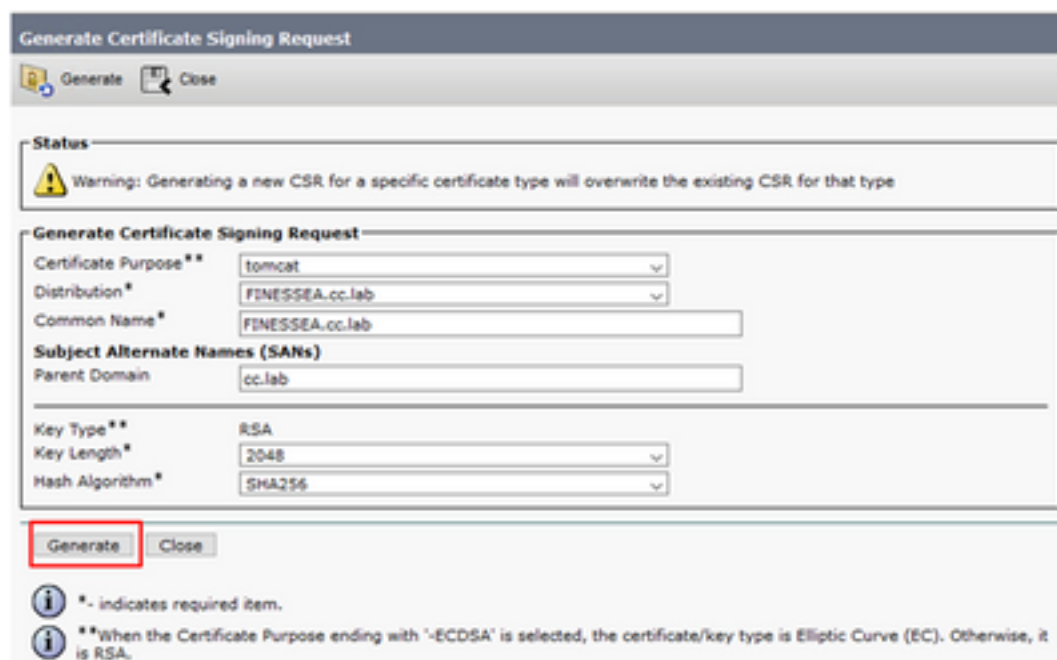 Generate Certificate Signing Request
Generate Close
Status
Warning: Generating a new CSR for a specific certificate type will overwrite the existing CSR for that type
Generate Certificate Signing Request
Certificate Purpose** tomcat
Distribution* FINESSEA.cc.lab
Common Name* FINESSEA.cc.lab
Subject Alternate Names (SANs)
Parent Domain cc.lab
Key Type** RSA
Key Length* 2048
Hash Algorithm* SHA256
Generate Close
*- indicates required item.
**When the Certificate Purpose ending with '-ECDSA' is selected, the certificate/key type is Elliptic Curve (EC). Otherwise, it
is RSA.